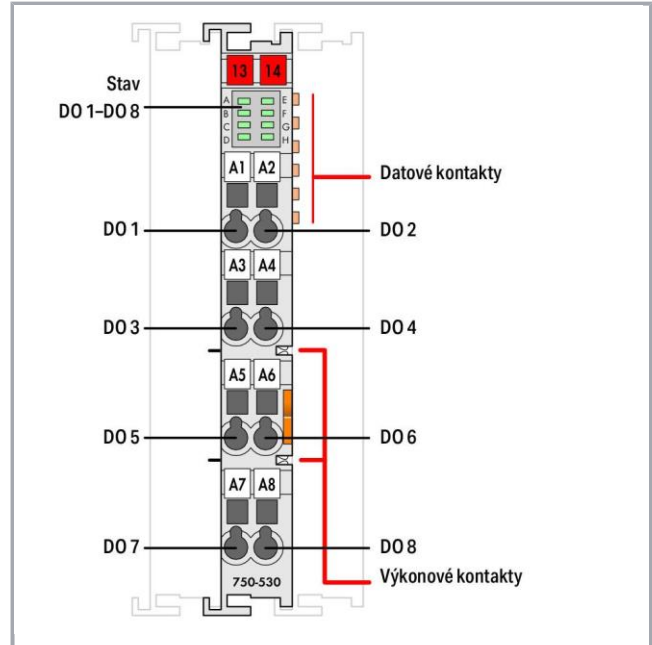 13 14
Stav
DO 1–DO 8
A E
B F
C G
D H
A1 A2
Datové kontakty
DO 1
DO 2
A3 A4
DO 3
DO 4
A5 A6
DO 5
DO 6
A7 A8
DO 7
DO 8
750-530
Výkonové kontakty